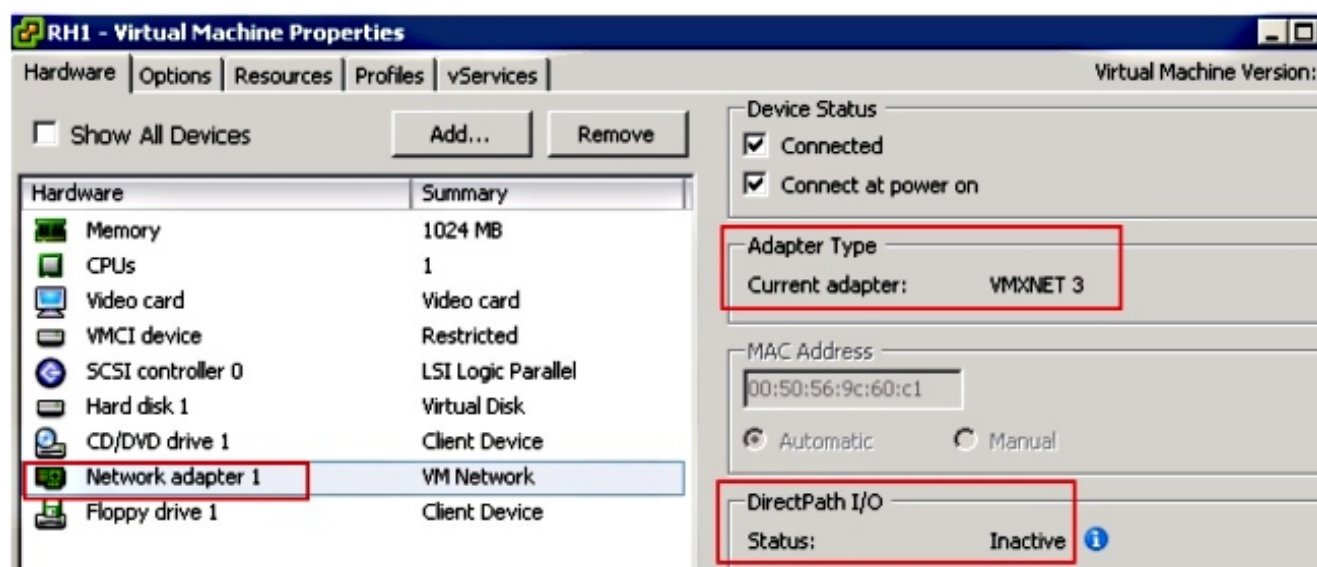 RH1 - Virtual Machine Properties
Hardware Options Resources Profiles vServices
Virtual Machine Version:
Show All Devices Add... Remove
Hardware Summary
Memory 1024 MB
CPUs 1
Video card Video card
VMCI device Restricted
SCSI controller 0 LSI Logic Parallel
Hard disk 1 Virtual Disk
CD/DVD drive 1 Client Device
Network adapter 1 VM Network
Floppy drive 1 Client Device
Device Status
Connected
Connect at power on
Adapter Type
Current adapter: VMXNET 3
MAC Address
00:50:56:9c:60:c1
Automatic Manual
DirectPath I/O
Status: Inactive